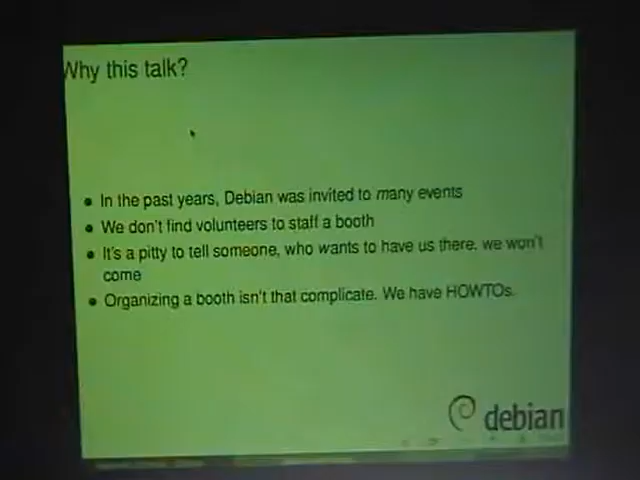 Why this talk?
In the past years, Debian was invited to many events
We don't find volunteers to staff a booth
It's a pitty to tell someone, who wants to have us there, we won't
come
Organizing a booth isn't that complicate. We have HOWTOs.
debian